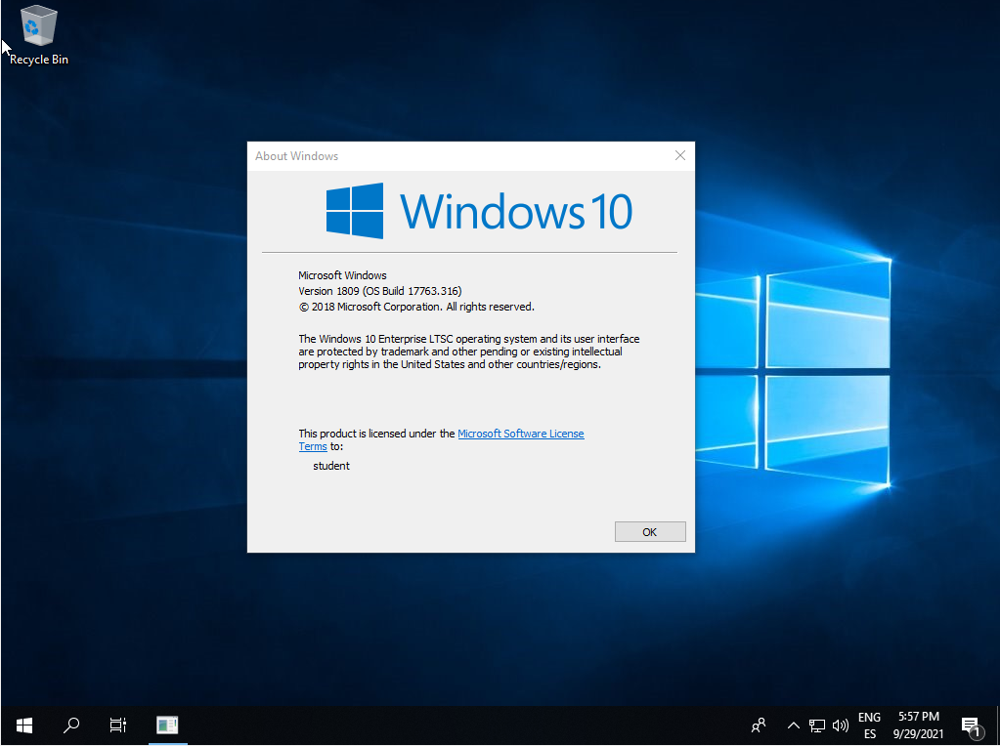 Recycle Bin
About Windows
Windows 10
Microsoft Windows
Version 1809 (OS Build 17763.316)
© 2018 Microsoft Corporation. All rights reserved.
The Windows 10 Enterprise LTSC operating system and its user interface
are protected by trademark and other pending or existing intellectual
property rights in the United States and other countries/regions.
This product is licensed under the Microsoft Software License
Terms to:
student
OK
ENG
ES
5:57 PM
9/29/2021
1